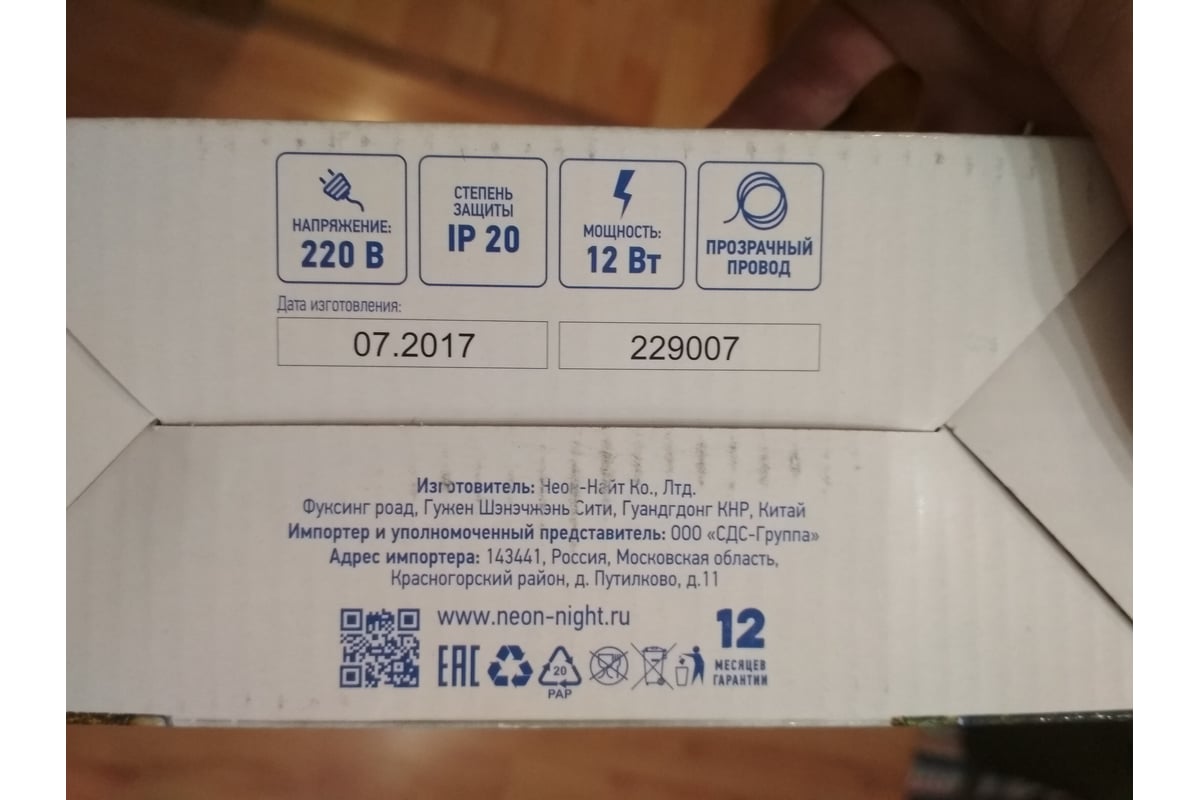 НАПРЯЖЕНИЕ:
220 В
СТЕПЕНЬ
ЗАЩИТЫ
IP 20
МОЩНОСТЬ:
12 Вт
ПРОЗРАЧНЫЙ
ПРОВОД
Дата изготовления:
07.2017
229007
Изготовитель: Неон-Найт Ко., Лтд.
Фуксинг роад, Гужен Шэнэчжэнь Сити, Гуандгдонг КНР, Китай
Импортер и уполномоченный представитель: ООО «СДС-Группа»
Адрес импортера: 143441, Россия, Московская область,
Красногорский район, д. Путилково, д.11
www.neon-night.ru
EAC
20
PAP
12
МЕСЯЦЕВ
ГАРАНТИИ